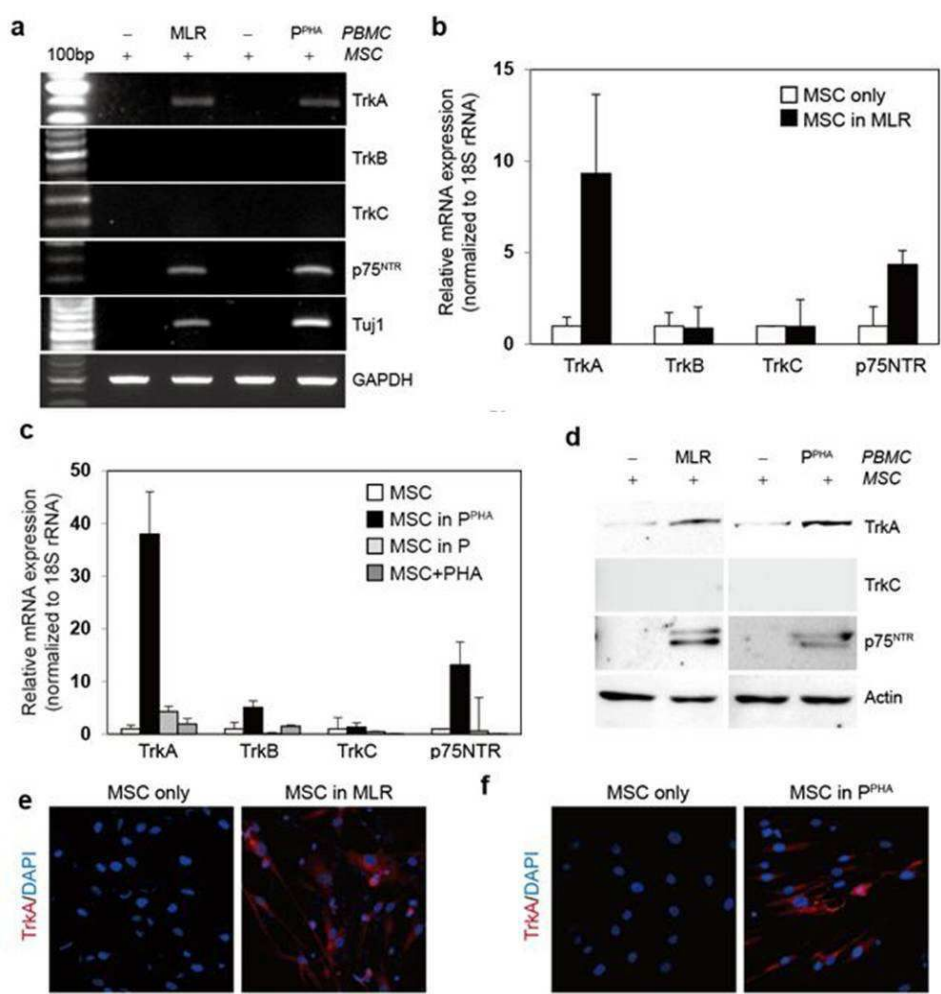 a
– MLR – P^PHA PBMC
100bp + + + + MSC
TrkA
TrkB
TrkC
p75^NTR
Tuj1
GAPDH
b
Relative mRNA expression
(normalized to 18S rRNA)
15
10
5
0
MSC only
MSC in MLR
TrkA TrkB TrkC p75NTR
c
Relative mRNA expression
(normalized to 18S rRNA)
50
40
30
20
10
0
MSC
MSC in P^PHA
MSC in P
MSC+PHA
TrkA TrkB TrkC p75NTR
d
– MLR – P^PHA PBMC
+ + + + MSC
TrkA
TrkC
p75^NTR
Actin
e
MSC only MSC in MLR
TrkA/DAPI
f
MSC only MSC in P^PHA
TrkA/DAPI